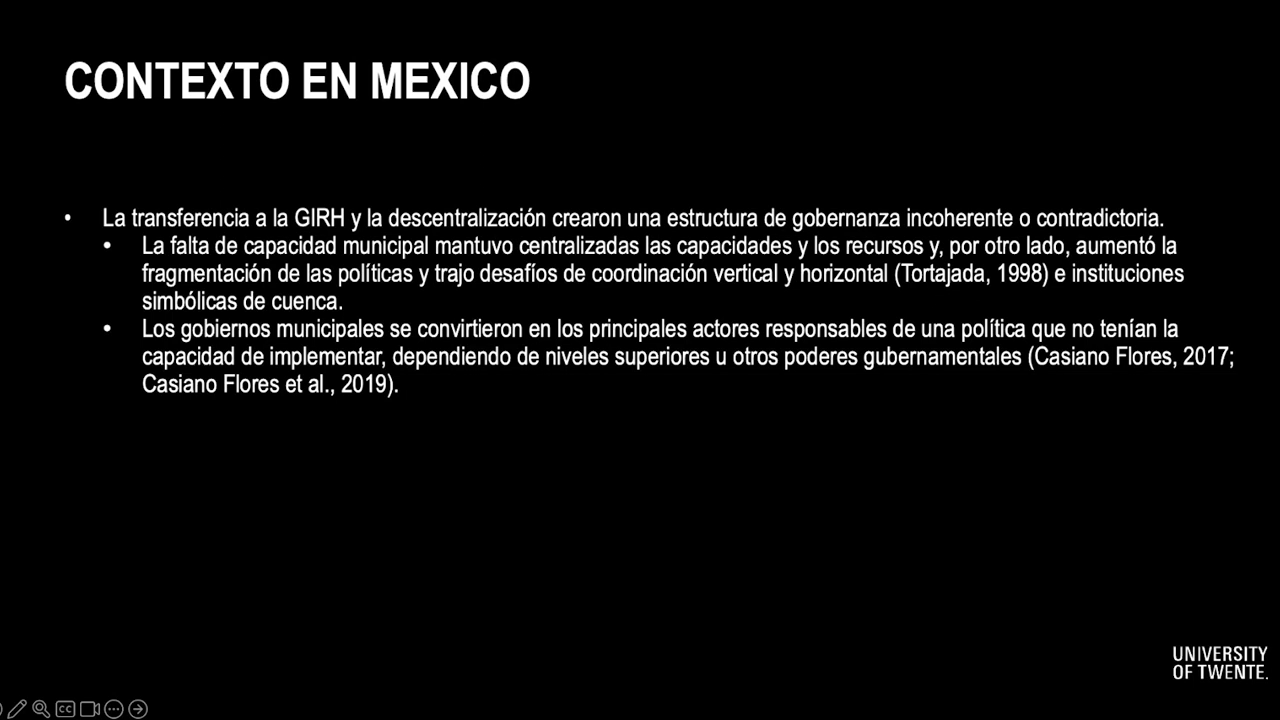 CONTEXTO EN MEXICO
• La transferencia a la GIRH y la descentralización crearon una estructura de gobernanza incoherente o contradictoria.
• La falta de capacidad municipal mantuvo centralizadas las capacidades y los recursos y, por otro lado, aumentó la
fragmentación de las políticas y trajo desafíos de coordinación vertical y horizontal (Tortajada, 1998) e instituciones
simbólicas de cuenca.
• Los gobiernos municipales se convirtieron en los principales actores responsables de una política que no tenían la
capacidad de implementar, dependiendo de niveles superiores u otros poderes gubernamentales (Casiano Flores, 2017;
Casiano Flores et al., 2019).
UNIVERSITY
OF TWENTE.
CC